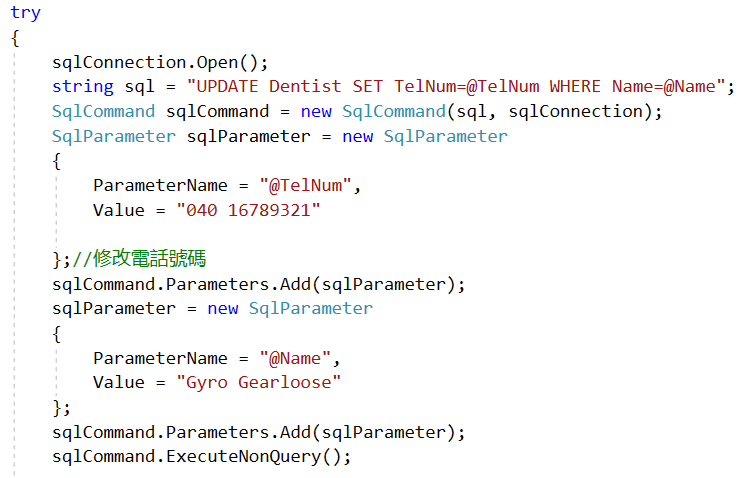 try
{
sqlConnection.Open();
string sql = "UPDATE Dentist SET TelNum=@TelNum WHERE Name=@Name";
SqlCommand sqlCommand = new SqlCommand(sql, sqlConnection);
SqlParameter sqlParameter = new SqlParameter
{
ParameterName = "@TelNum",
Value = "040 16789321"
};//修改電話號碼
sqlCommand.Parameters.Add(sqlParameter);
sqlParameter = new SqlParameter
{
ParameterName = "@Name",
Value = "Gyro Gearloose"
};
sqlCommand.Parameters.Add(sqlParameter);
sqlCommand.ExecuteNonQuery();